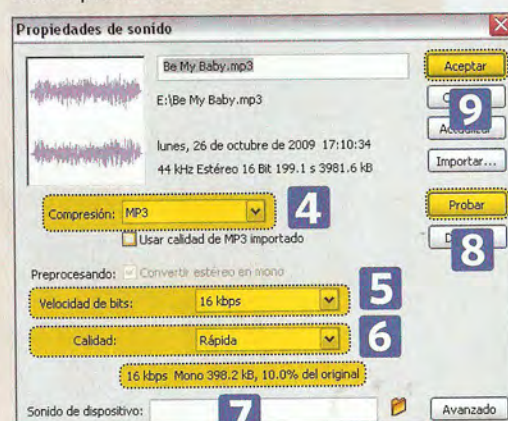 Propiedades de sonido
Be My Baby.mp3
Aceptar
E:\Be My Baby.mp3
9
lunes, 26 de octubre de 2009 17:10:34
44 kHz Estéreo 16 Bit 199.1 s 3981.6 kB
Importar...
Compresión: MP3
4
Probar
Usar calidad de MP3 importado
8
Preprocesando: Convertir estéreo en mono
Velocidad de bits: 16 kbps
5
Calidad: Rápida
6
16 kbps Mono 398.2 kB, 10.0% del original
Sonido de dispositivo:
7
Avanzado